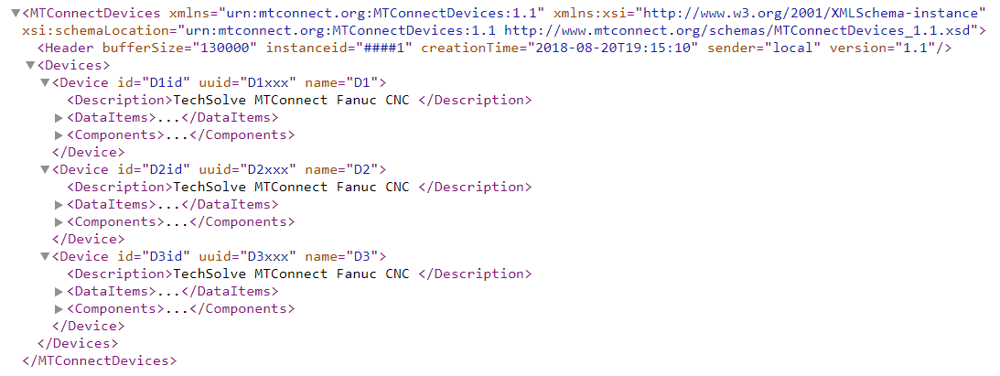 ▼<MTConnectDevices xmlns="urn:mtconnect.org:MTConnectDevices:1.1" xmlns:xsi="http://www.w3.org/2001/XMLSchema-instance"
xsi:schemaLocation="urn:mtconnect.org:MTConnectDevices:1.1 http://www.mtconnect.org/schemas/MTConnectDevices_1.1.xsd">
<Header bufferSize="130000" instanceid="####1" creationTime="2018-08-20T19:15:10" sender="local" version="1.1"/>
▼<Devices>
▼<Device id="D1id" uuid="D1xxx" name="D1">
<Description>TechSolve MTConnect Fanuc CNC </Description>
▶<DataItems>...</DataItems>
▶<Components>...</Components>
</Device>
▼<Device id="D2id" uuid="D2xxx" name="D2">
<Description>TechSolve MTConnect Fanuc CNC </Description>
▶<DataItems>...</DataItems>
▶<Components>...</Components>
</Device>
▼<Device id="D3id" uuid="D3xxx" name="D3">
<Description>TechSolve MTConnect Fanuc CNC </Description>
▶<DataItems>...</DataItems>
▶<Components>...</Components>
</Device>
</Devices>
</MTConnectDevices>